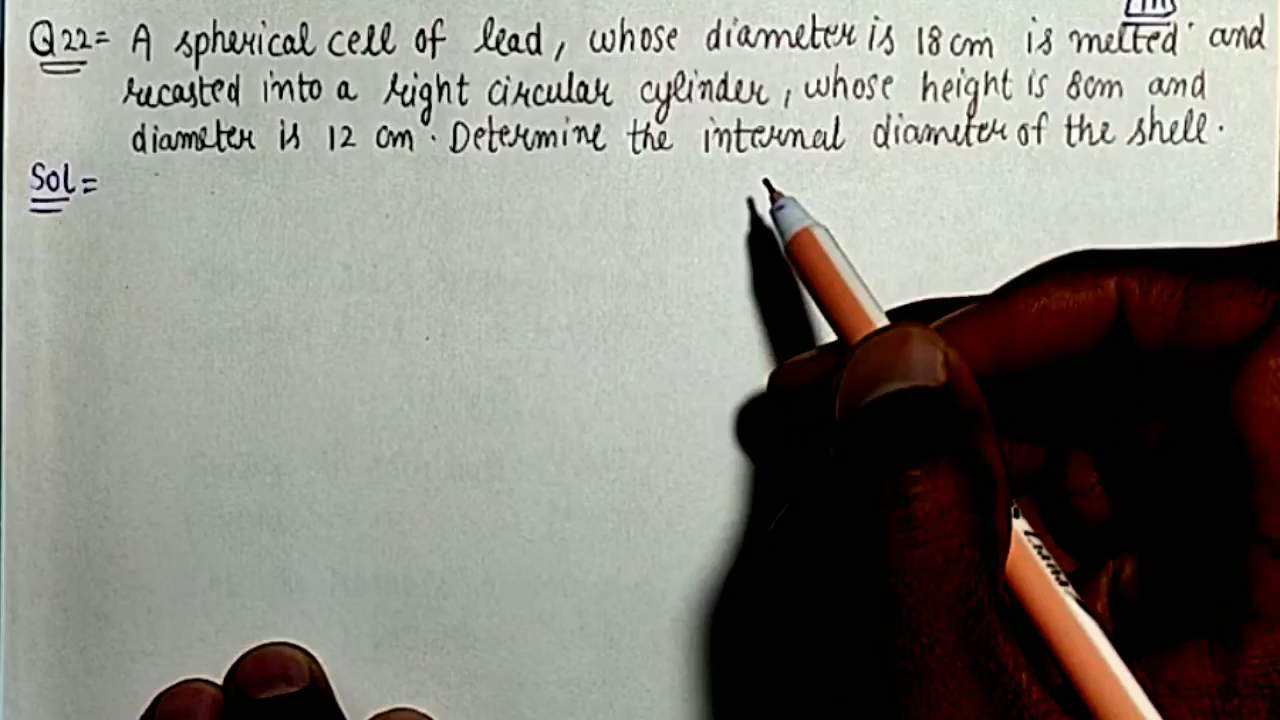 Q22= A spherical cell of lead, whose diameter is 18 cm is melted and
recasted into a right circular cylinder, whose height is 8cm and
diameter is 12 cm. Determine the internal diameter of the shell.
Sol=